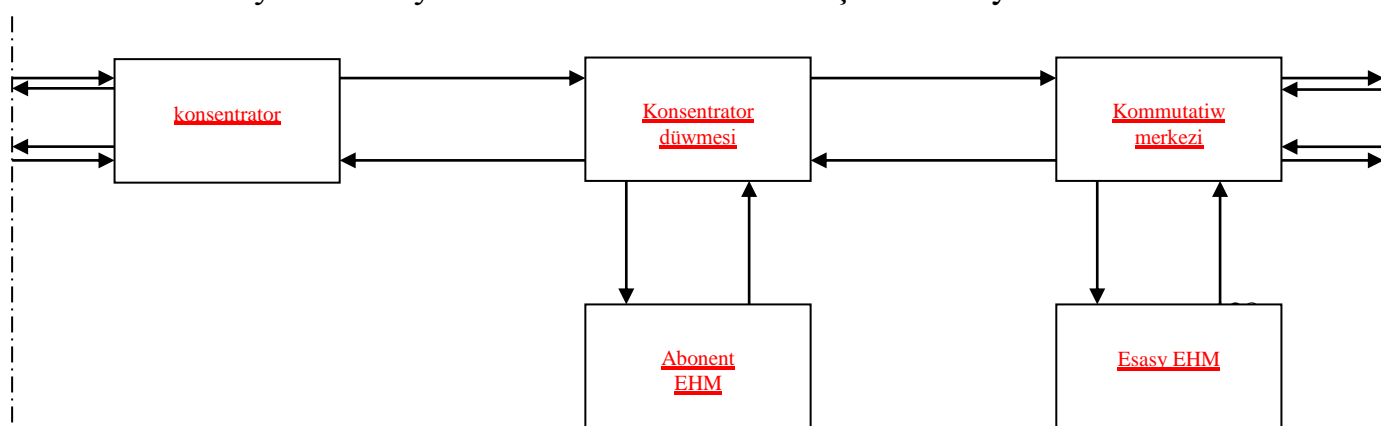 konsentrator
Konsentrator
düwmesi
Kommutatiw
merkezi
Abonent
EHM
Esasy EHM